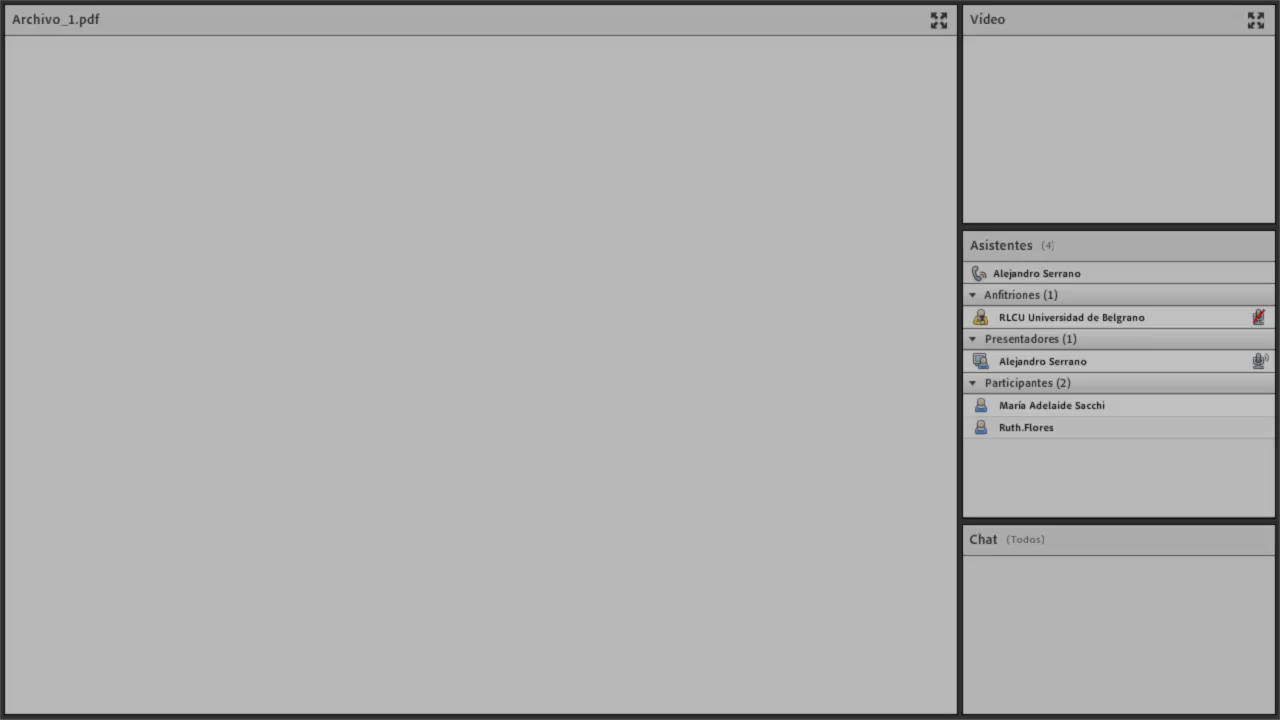 Archivo_1.pdf
Vídeo
Asistentes (4)
Alejandro Serrano
Anfitriones (1)
RLCU Universidad de Belgrano
Presentadores (1)
Alejandro Serrano
Participantes (2)
María Adelaide Sacchi
Ruth.Flores
Chat (Todos)